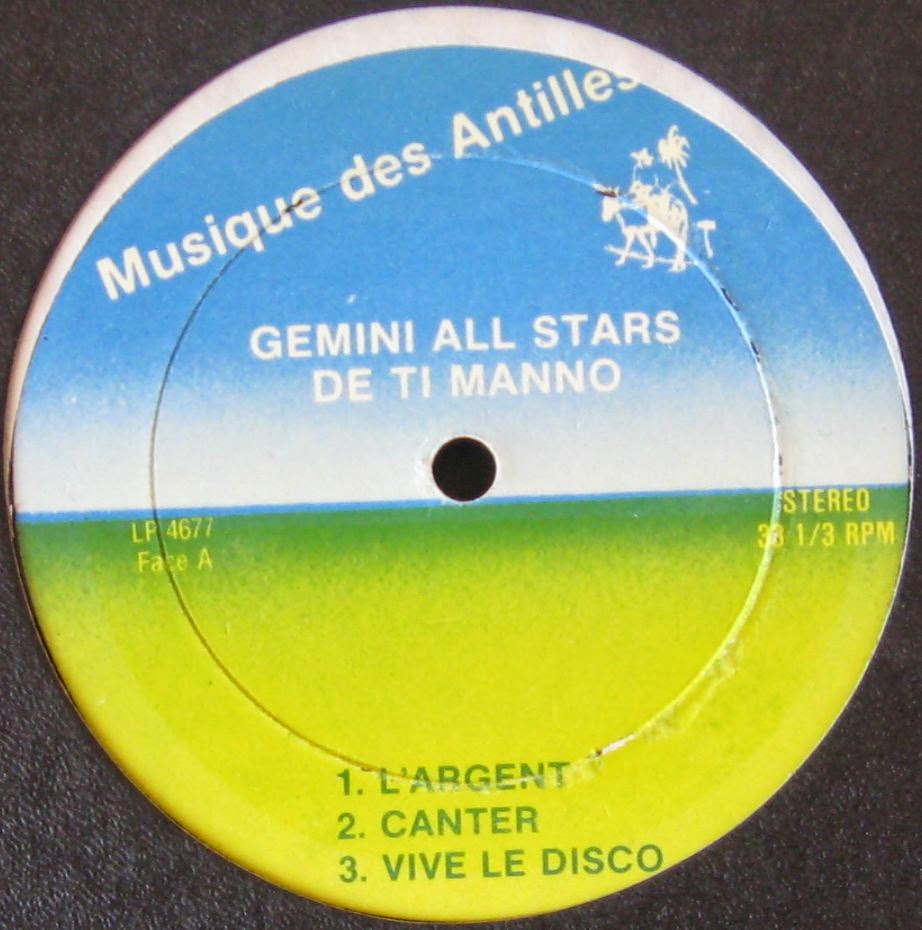 Musique des Antilles
GEMINI ALL STARS
DE TI MANNO
LP 4677
Face A
STEREO
33 1/3 RPM
1. L'ARGENT
2. CANTER
3. VIVE LE DISCO